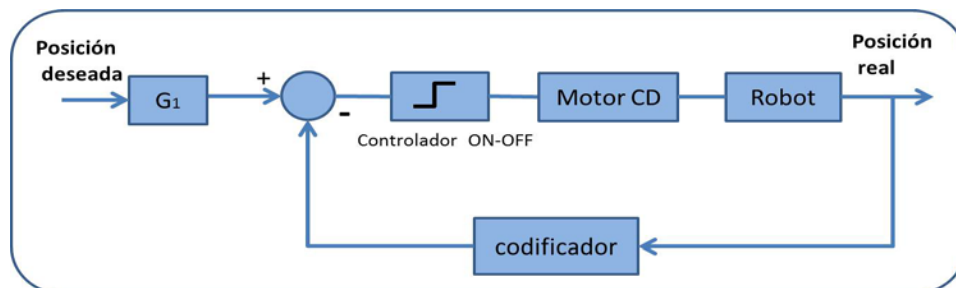 Posición
deseada
G₁
+
-
Controlador ON-OFF
Motor CD
Robot
Posición
real
codificador